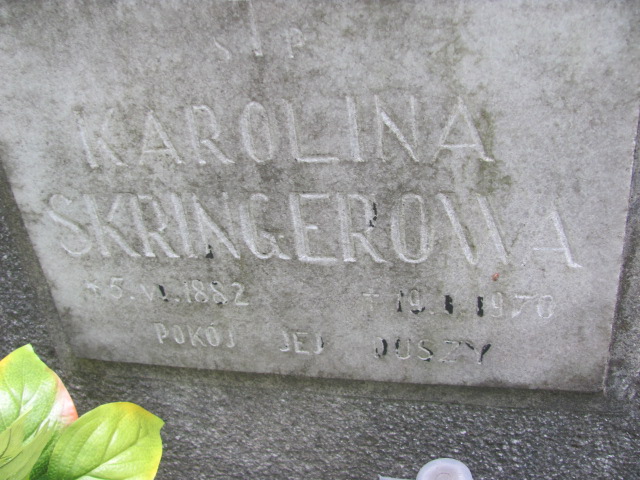 Ś † P
KAROLINA
SKRINGEROWA
* 5.VI.1882 † 19.I.1970
POKÓJ JEJ DUSZY